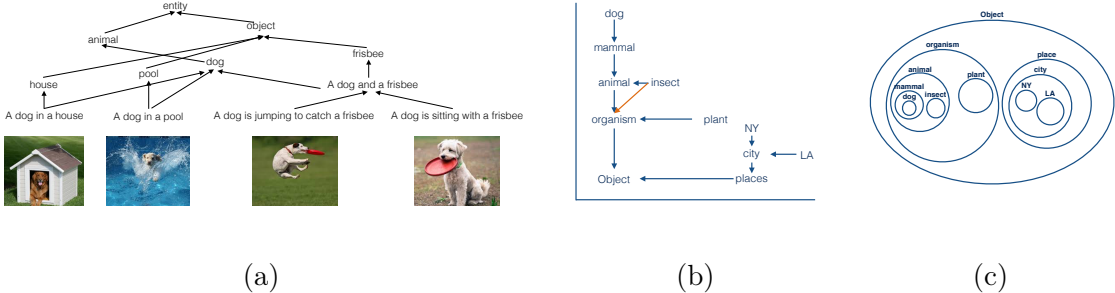 entity
object
animal
frisbee
dog
pool
house
A dog and a frisbee
A dog in a house
A dog in a pool
A dog is jumping to catch a frisbee
A dog is sitting with a frisbee
(a)
dog
mammal
animal
insect
organism
plant
NY
city
LA
Object
places
(b)
Object
organism
place
animal
plant
city
mammal
dog
insect
NY
LA
(c)